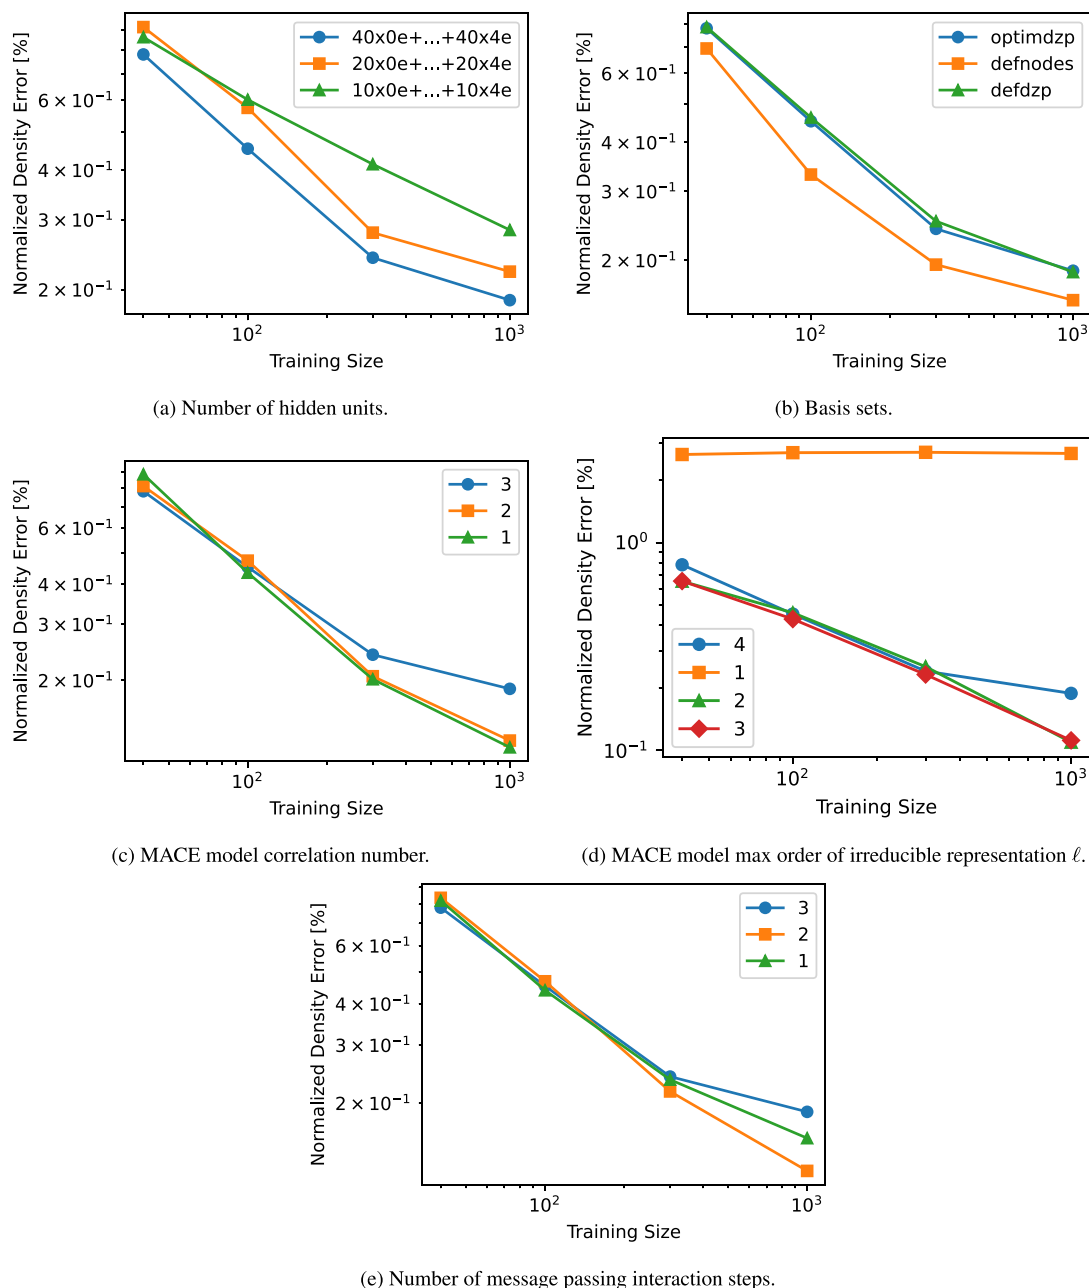 Normalized Density Error [%]
6 × 10⁻¹
4 × 10⁻¹
3 × 10⁻¹
2 × 10⁻¹
40x0e+...+40x4e
20x0e+...+20x4e
10x0e+...+10x4e
10²
10³
Training Size
(a) Number of hidden units.
Normalized Density Error [%]
6 × 10⁻¹
4 × 10⁻¹
3 × 10⁻¹
2 × 10⁻¹
optimdzp
defnodes
defdzp
10²
10³
Training Size
(b) Basis sets.
Normalized Density Error [%]
6 × 10⁻¹
4 × 10⁻¹
3 × 10⁻¹
2 × 10⁻¹
3
2
1
10²
10³
Training Size
(c) MACE model correlation number.
Normalized Density Error [%]
10⁰
10⁻¹
4
1
2
3
10²
10³
Training Size
(d) MACE model max order of irreducible representation ℓ.
Normalized Density Error [%]
6 × 10⁻¹
4 × 10⁻¹
3 × 10⁻¹
2 × 10⁻¹
3
2
1
10²
10³
Training Size
(e) Number of message passing interaction steps.